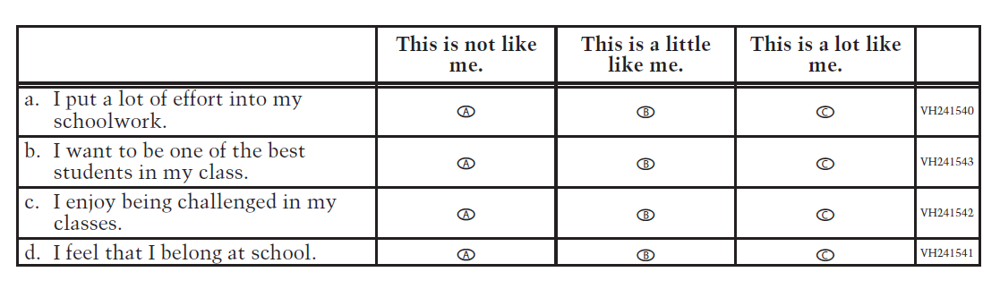 This is not like me.
This is a little like me.
This is a lot like me.
a. I put a lot of effort into my
schoolwork.
A B C VH241540
b. I want to be one of the best
students in my class.
A B C VH241543
c. I enjoy being challenged in my
classes.
A B C VH241542
d. I feel that I belong at school.
A B C VH241541